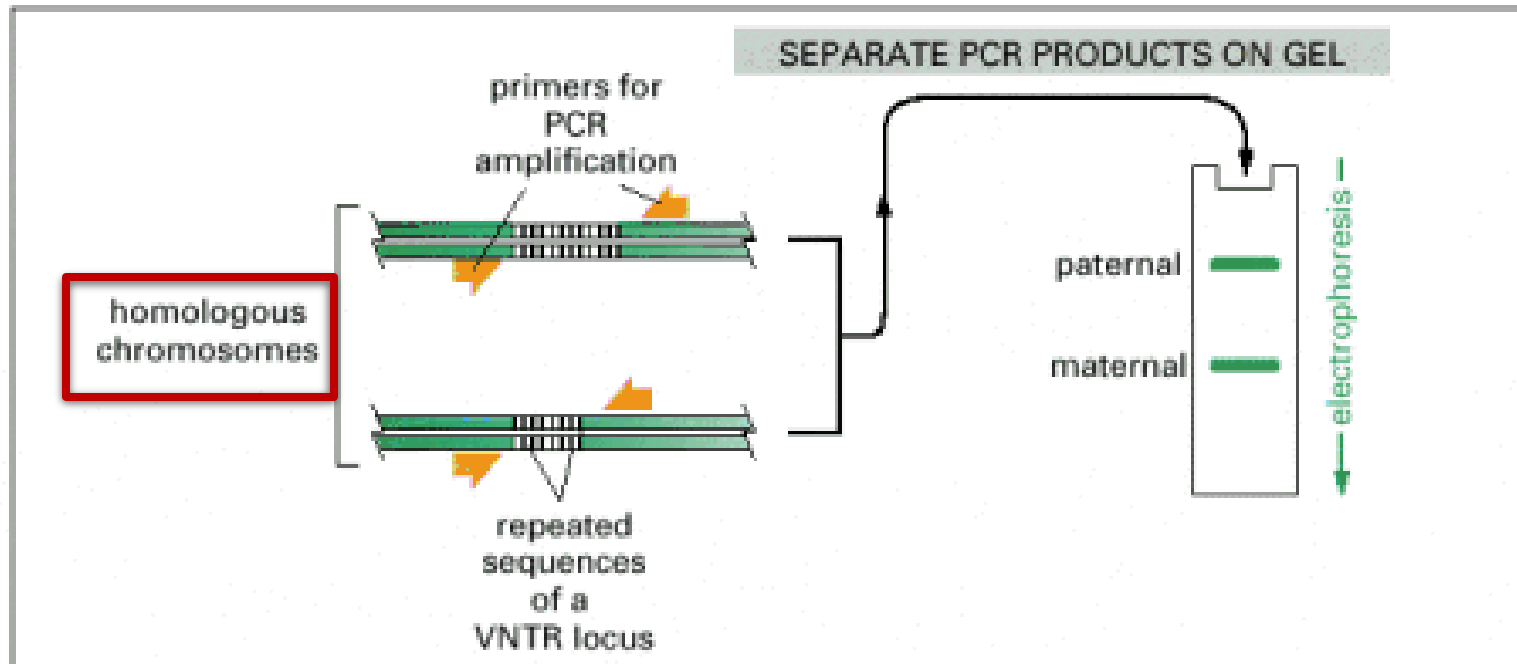 SEPARATE PCR PRODUCTS ON GEL
primers for
PCR
amplification
homologous
chromosomes
repeated
sequences
of a
VNTR locus
paternal
maternal
electrophoresis